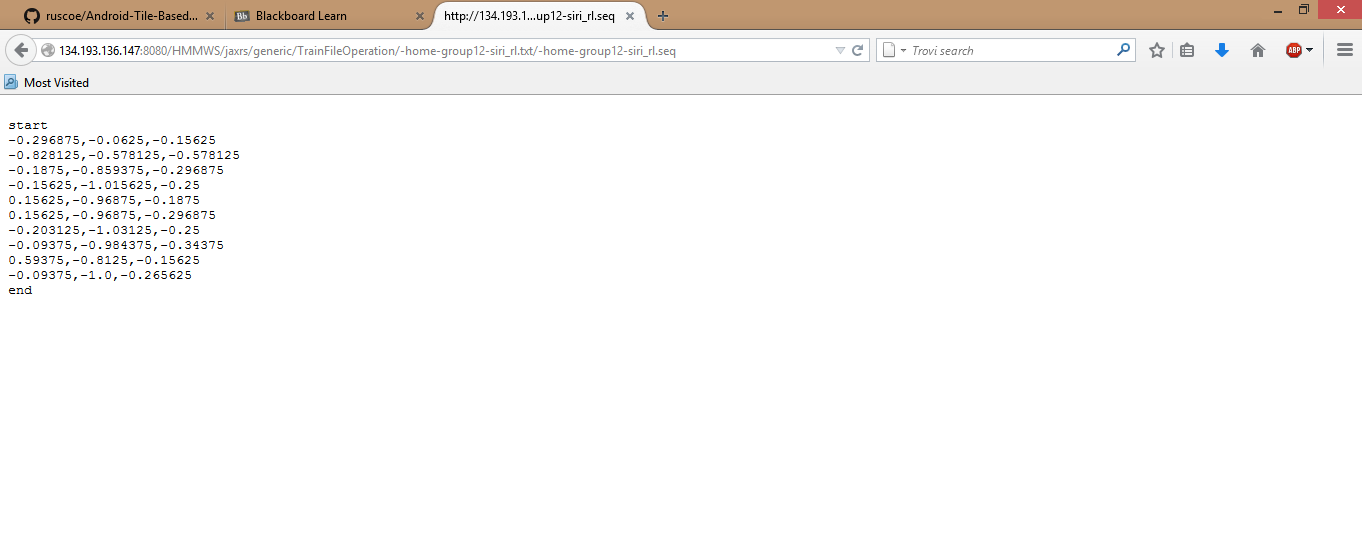 ruscoe/Android-Tile-Based...
Bb Blackboard Learn
http://134.193.1...up12-siri_rl.seq
134.193.136.147:8080/HMMWS/jaxrs/generic/TrainFileOperation/-home-group12-siri_rl.txt/-home-group12-siri_rl.seq
Trovi search
ABP
Most Visited
start
-0.296875,-0.0625,-0.15625
-0.828125,-0.578125,-0.578125
-0.1875,-0.859375,-0.296875
-0.15625,-1.015625,-0.25
0.15625,-0.96875,-0.1875
0.15625,-0.96875,-0.296875
-0.203125,-1.03125,-0.25
-0.09375,-0.984375,-0.34375
0.59375,-0.8125,-0.15625
-0.09375,-1.0,-0.265625
end